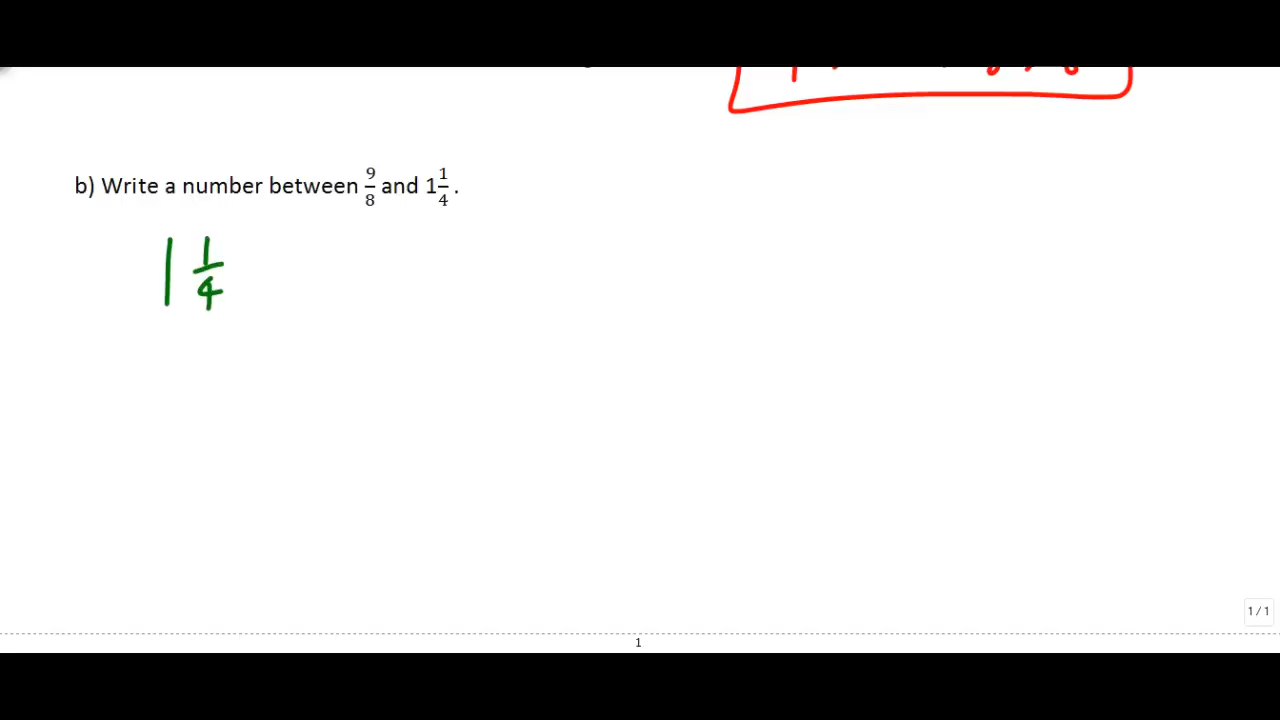 b) Write a number between 9/8 and 1 1/4 .
1 1/4
1 / 1
1